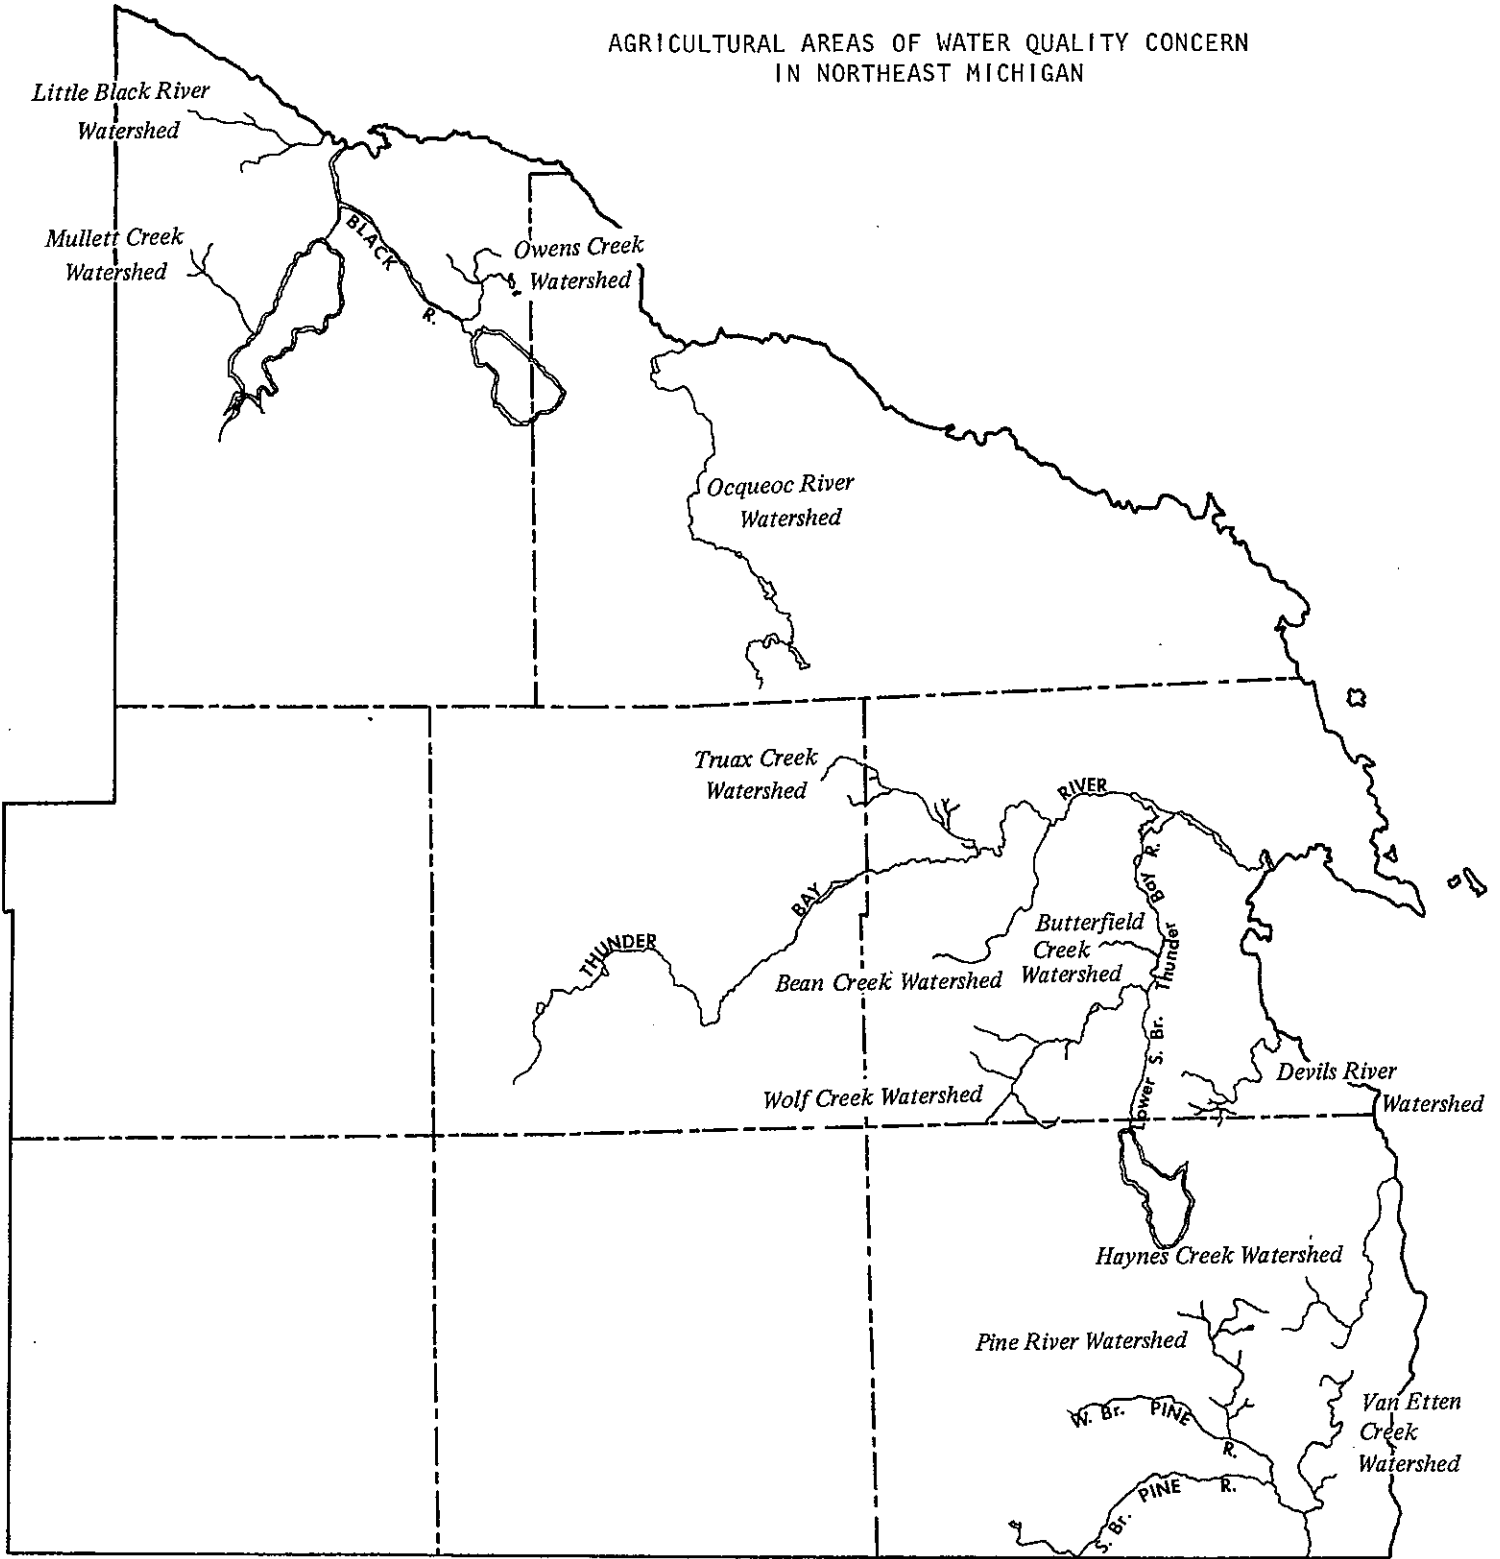 AGRICULTURAL AREAS OF WATER QUALITY CONCERN
IN NORTHEAST MICHIGAN
Little Black River
Watershed
Mullett Creek
Watershed
BLACK
R.
Owens Creek
Watershed
Ocqueoc River
Watershed
Truax Creek
Watershed
THUNDER
BAY
RIVER
Bean Creek Watershed
Butterfield
Creek
Watershed
Lower S. Br. Thunder Bay R.
Wolf Creek Watershed
Devils River
Watershed
Haynes Creek Watershed
Pine River Watershed
W. Br. PINE
R.
Van Etten
Creek
Watershed
S. Br. PINE R.